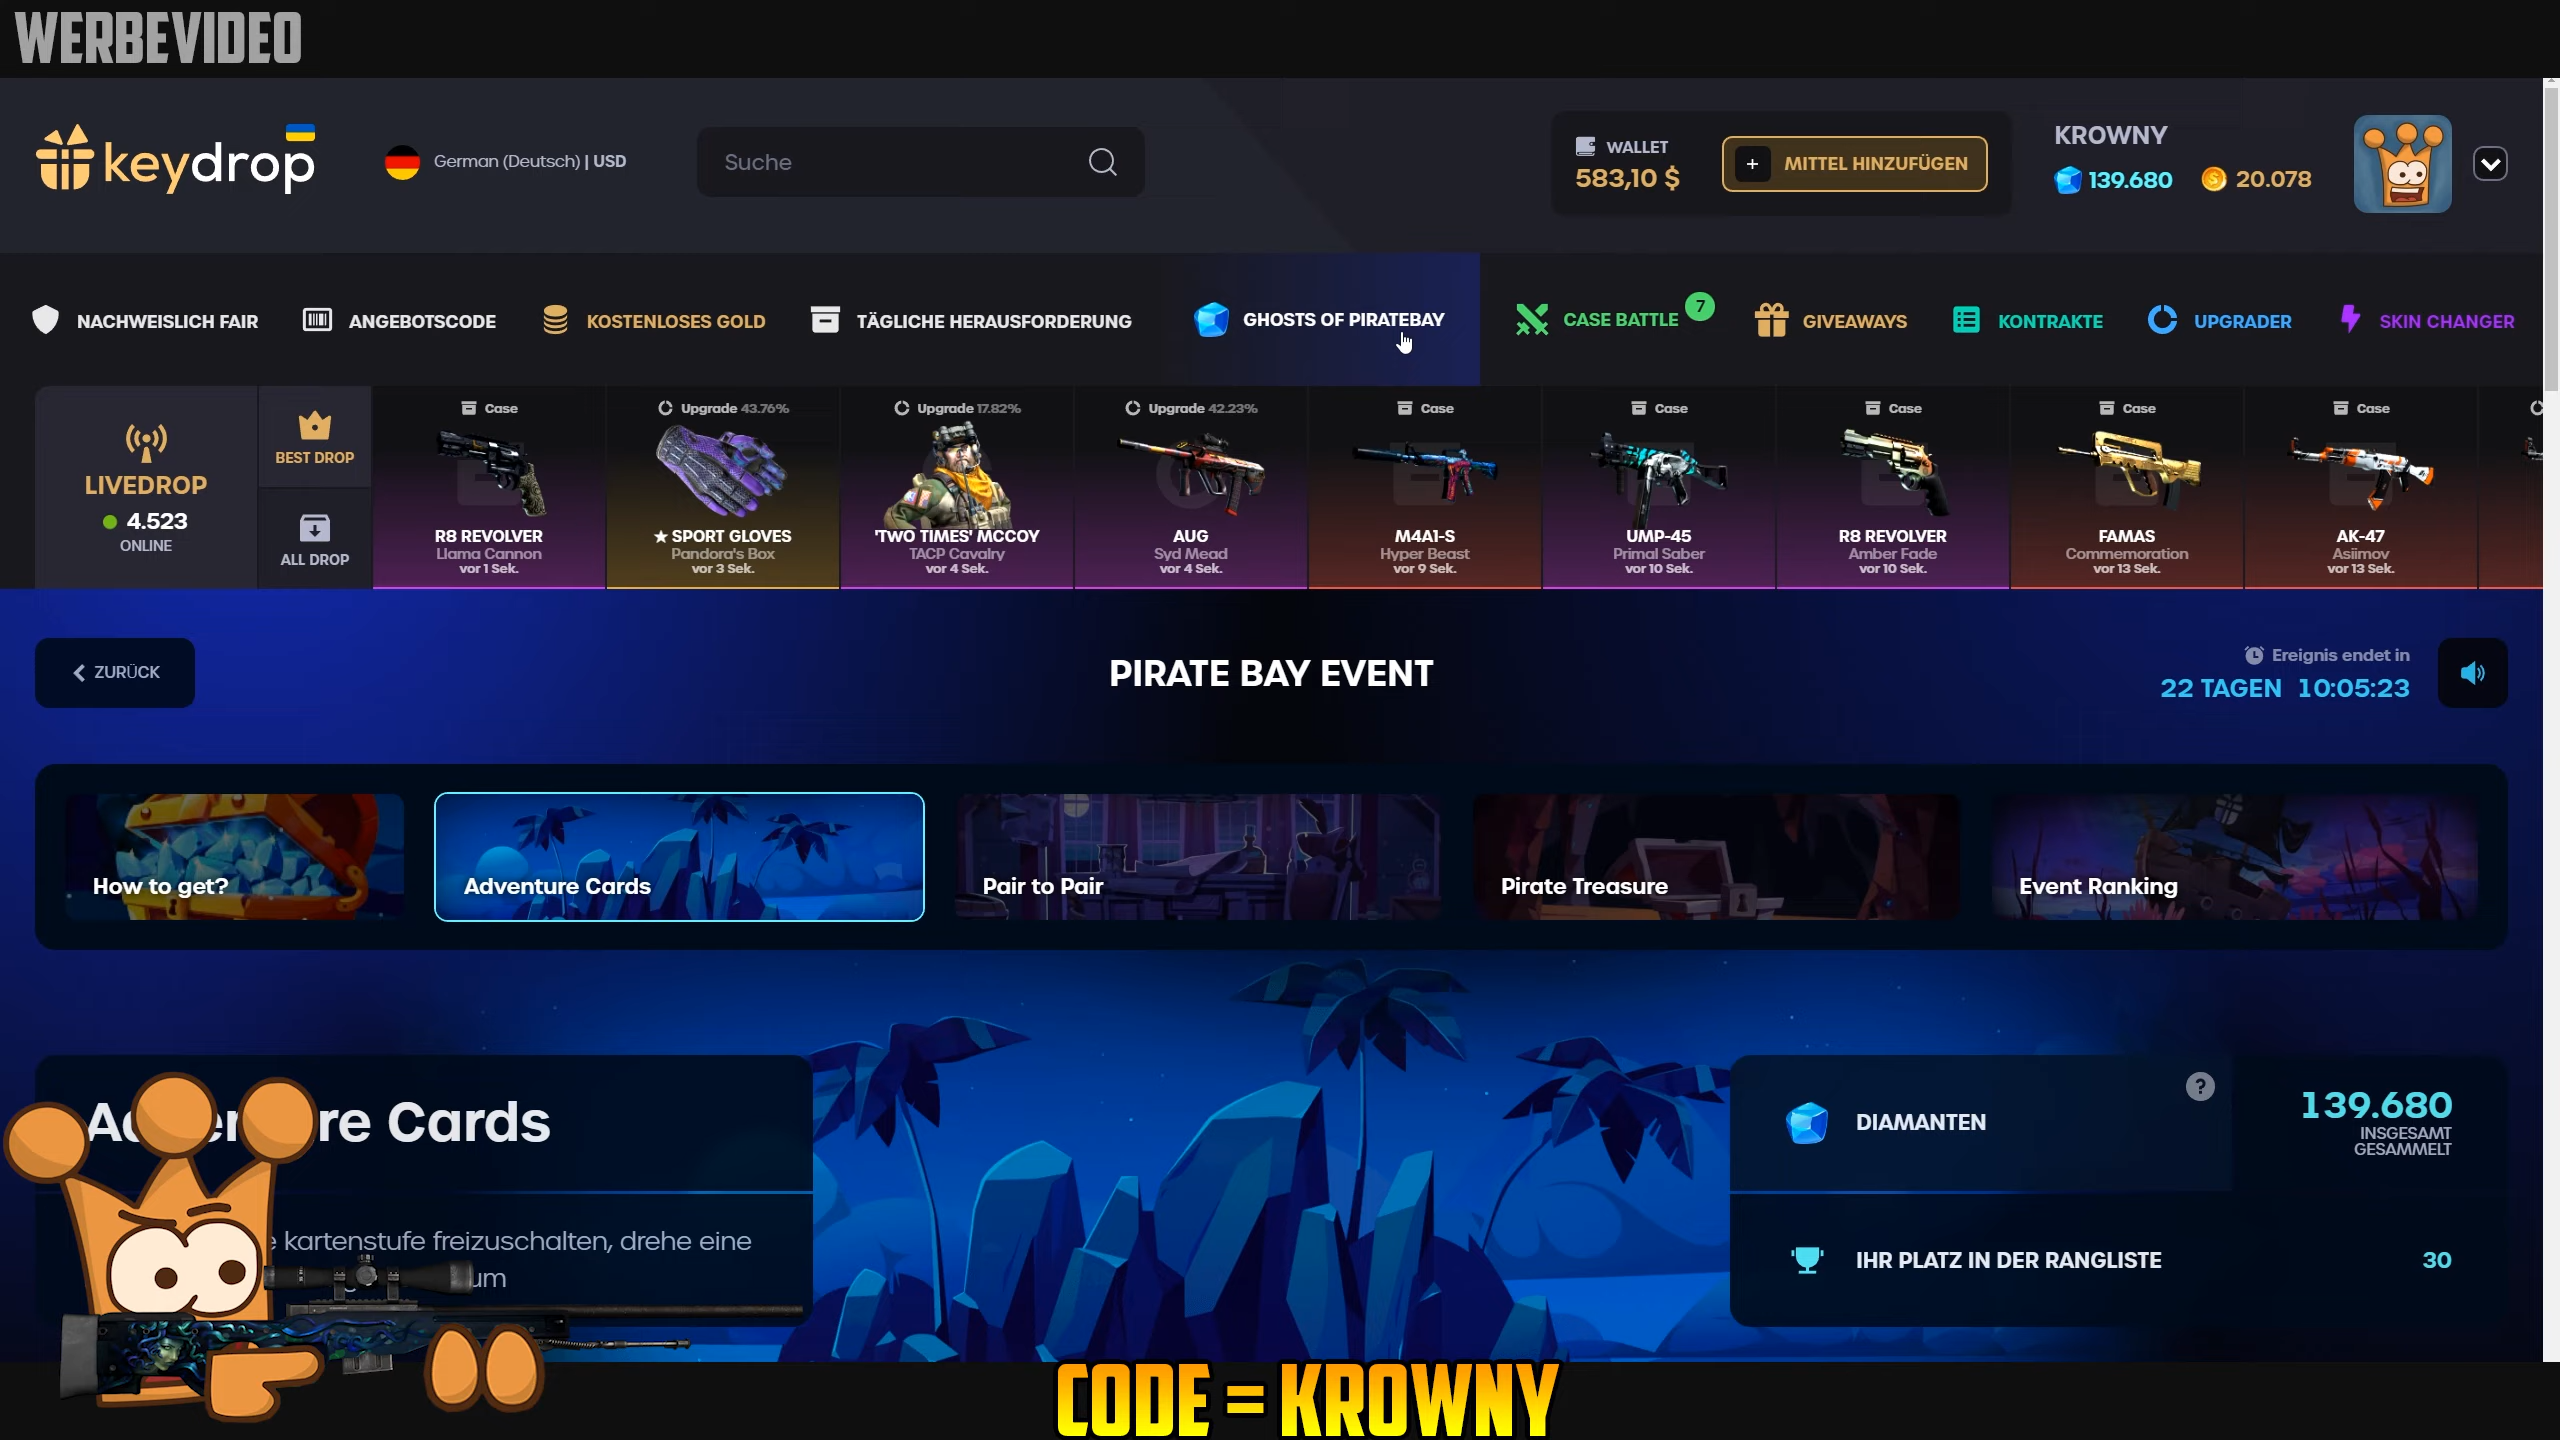 WERBEVIDEO
keydrop
German (Deutsch) | USD
Suche
WALLET
583,10 $
+ MITTEL HINZUFÜGEN
KROWNY
139.680
20.078
NACHWEISLICH FAIR
ANGEBOTSCODE
KOSTENLOSES GOLD
TÄGLICHE HERAUSFORDERUNG
GHOSTS OF PIRATEBAY
CASE BATTLE
7
GIVEAWAYS
KONTRAKTE
UPGRADER
SKIN CHANGER
LIVEDROP
4.523
ONLINE
BEST DROP
ALL DROP
Case
R8 REVOLVER
Llama Cannon
vor 1 Sek.
Upgrade 43.76%
★ SPORT GLOVES
Pandora's Box
vor 3 Sek.
Upgrade 17.82%
'TWO TIMES' MCCOY
TACP Cavalry
vor 4 Sek.
Upgrade 42.23%
AUG
Syd Mead
vor 4 Sek.
Case
M4A1-S
Hyper Beast
vor 9 Sek.
Case
UMP-45
Primal Saber
vor 10 Sek.
Case
R8 REVOLVER
Amber Fade
vor 10 Sek.
Case
FAMAS
Commemoration
vor 13 Sek.
Case
AK-47
Asiimov
vor 13 Sek.
ZURÜCK
PIRATE BAY EVENT
Ereignis endet in
22 TAGEN 10:05:23
How to get?
Adventure Cards
Pair to Pair
Pirate Treasure
Event Ranking
re Cards
kartenstufe freizuschalten, drehe eine
um
DIAMANTEN
?
139.680
INSGESAMT
GESAMMELT
IHR PLATZ IN DER RANGLISTE
30
CODE = KROWNY